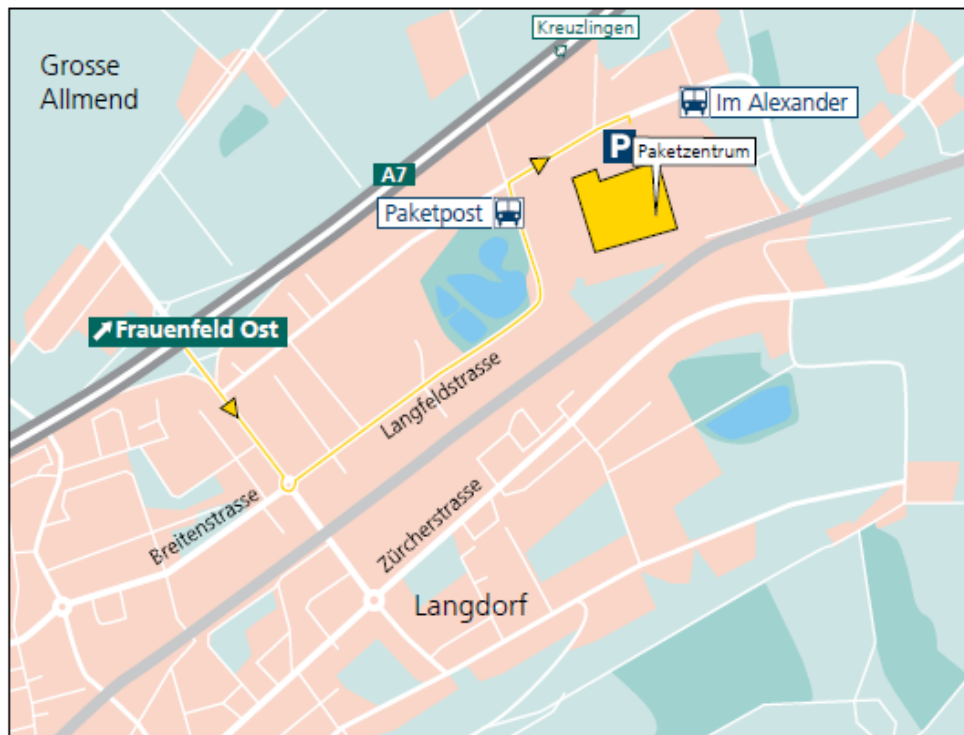 Kreuzlingen
Grosse
Allmend
Im Alexander
P
Paketzentrum
A7
Paketpost
Frauenfeld Ost
Langfeldstrasse
Breitenstrasse
Zürcherstrasse
Langdorf